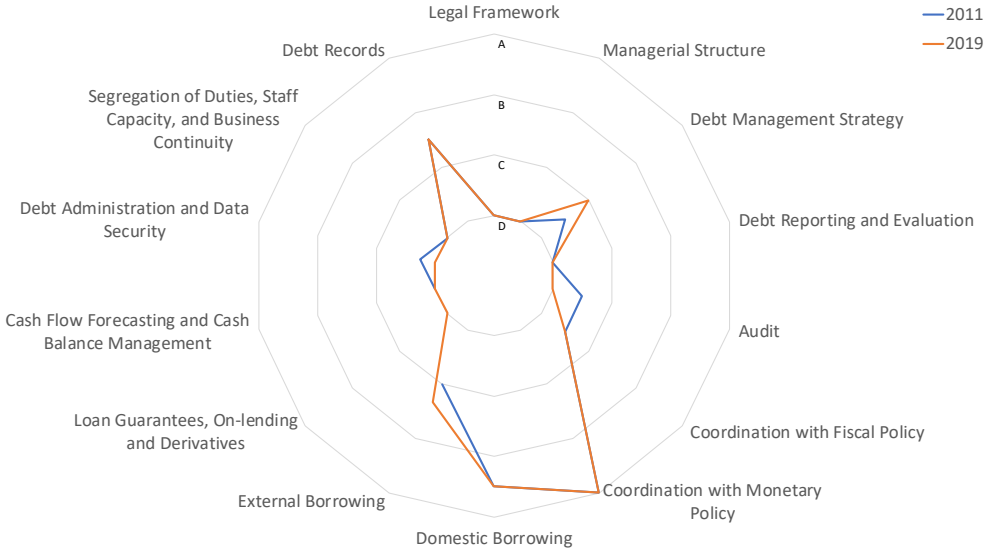 Legal Framework
2011
2019
A
Debt Records
Managerial Structure
Segregation of Duties, Staff
Capacity, and Business
Continuity
B
Debt Management Strategy
C
Debt Administration and Data
Security
D
Debt Reporting and Evaluation
Cash Flow Forecasting and Cash
Balance Management
Audit
Loan Guarantees, On-lending
and Derivatives
Coordination with Fiscal Policy
External Borrowing
Coordination with Monetary
Policy
Domestic Borrowing